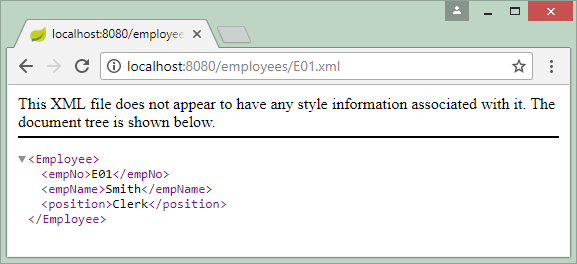 localhost:8080/employee
localhost:8080/employees/E01.xml
This XML file does not appear to have any style information associated with it. The
document tree is shown below.
<Employee>
<empNo>E01</empNo>
<empName>Smith</empName>
<position>Clerk</position>
</Employee>